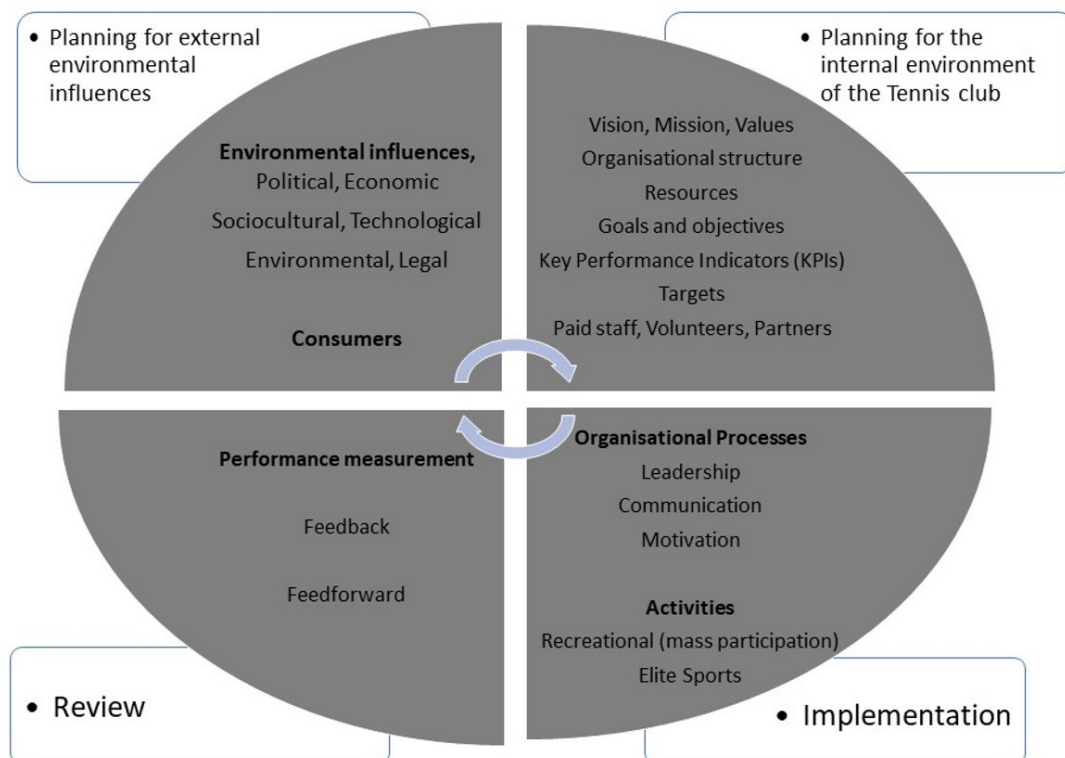 • Planning for external
environmental
influences
Environmental influences,
Political, Economic
Sociocultural, Technological
Environmental, Legal
Consumers
• Planning for the
internal environment
of the Tennis club
Vision, Mission, Values
Organisational structure
Resources
Goals and objectives
Key Performance Indicators (KPIs)
Targets
Paid staff, Volunteers, Partners
Performance measurement
Feedback
Feedforward
• Review
Organisational Processes
Leadership
Communication
Motivation
Activities
Recreational (mass participation)
Elite Sports
• Implementation